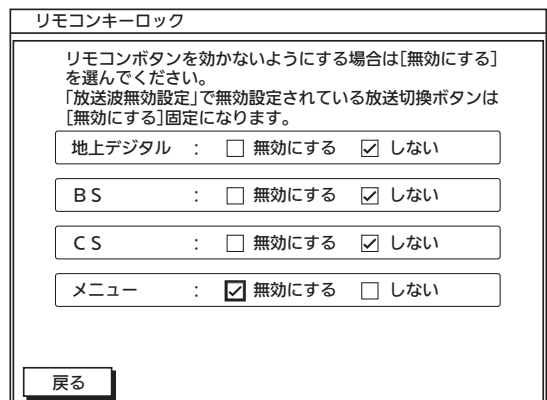 リモコンキーロック
リモコンボタンを効かないようにする場合は[無効にする]
を選んでください。
｢放送波無効設定｣で無効設定されている放送切換ボタンは
[無効にする]固定になります。
地上デジタル : □ 無効にする ☑ しない
BS : □ 無効にする ☑ しない
CS : □ 無効にする ☑ しない
メニュー : ☑ 無効にする □ しない
戻る